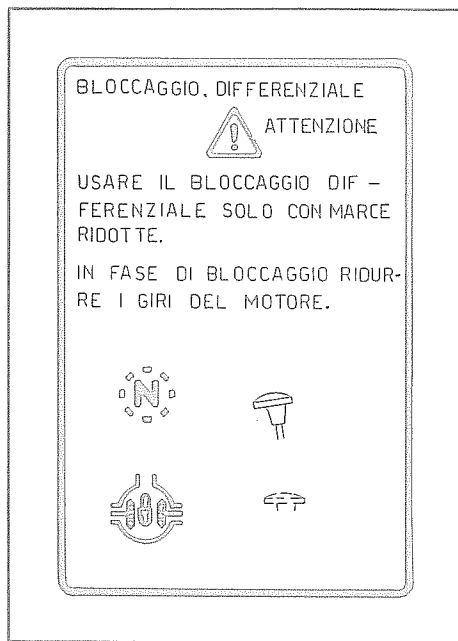 BLOCCAGGIO. DIFFERENZIALE
ATTENZIONE
USARE IL BLOCCAGGIO DIF -
FERENZIALE SOLO CON MARCE
RIDOTTE.
IN FASE DI BLOCCAGGIO RIDUR-
RE I GIRI DEL MOTORE.
N